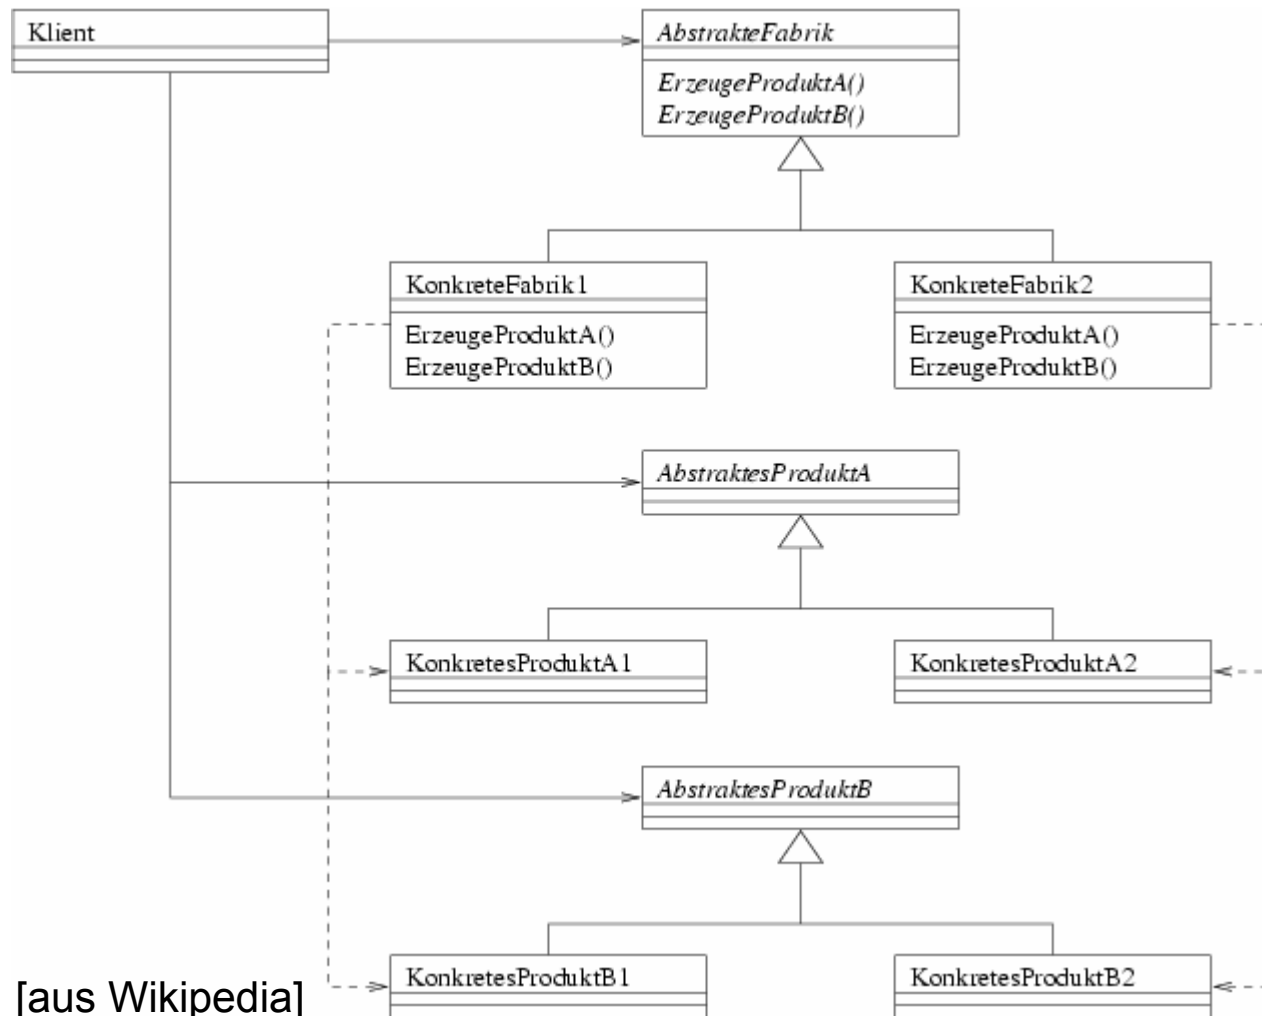 Klient
AbstrakteFabrik
ErzeugeProduktA()
ErzeugeProduktB()
KonkreteFabrik1
ErzeugeProduktA()
ErzeugeProduktB()
KonkreteFabrik2
ErzeugeProduktA()
ErzeugeProduktB()
AbstraktesProduktA
KonkretesProduktA1
KonkretesProduktA2
AbstraktesProduktB
KonkretesProduktB1
KonkretesProduktB2
[aus Wikipedia]